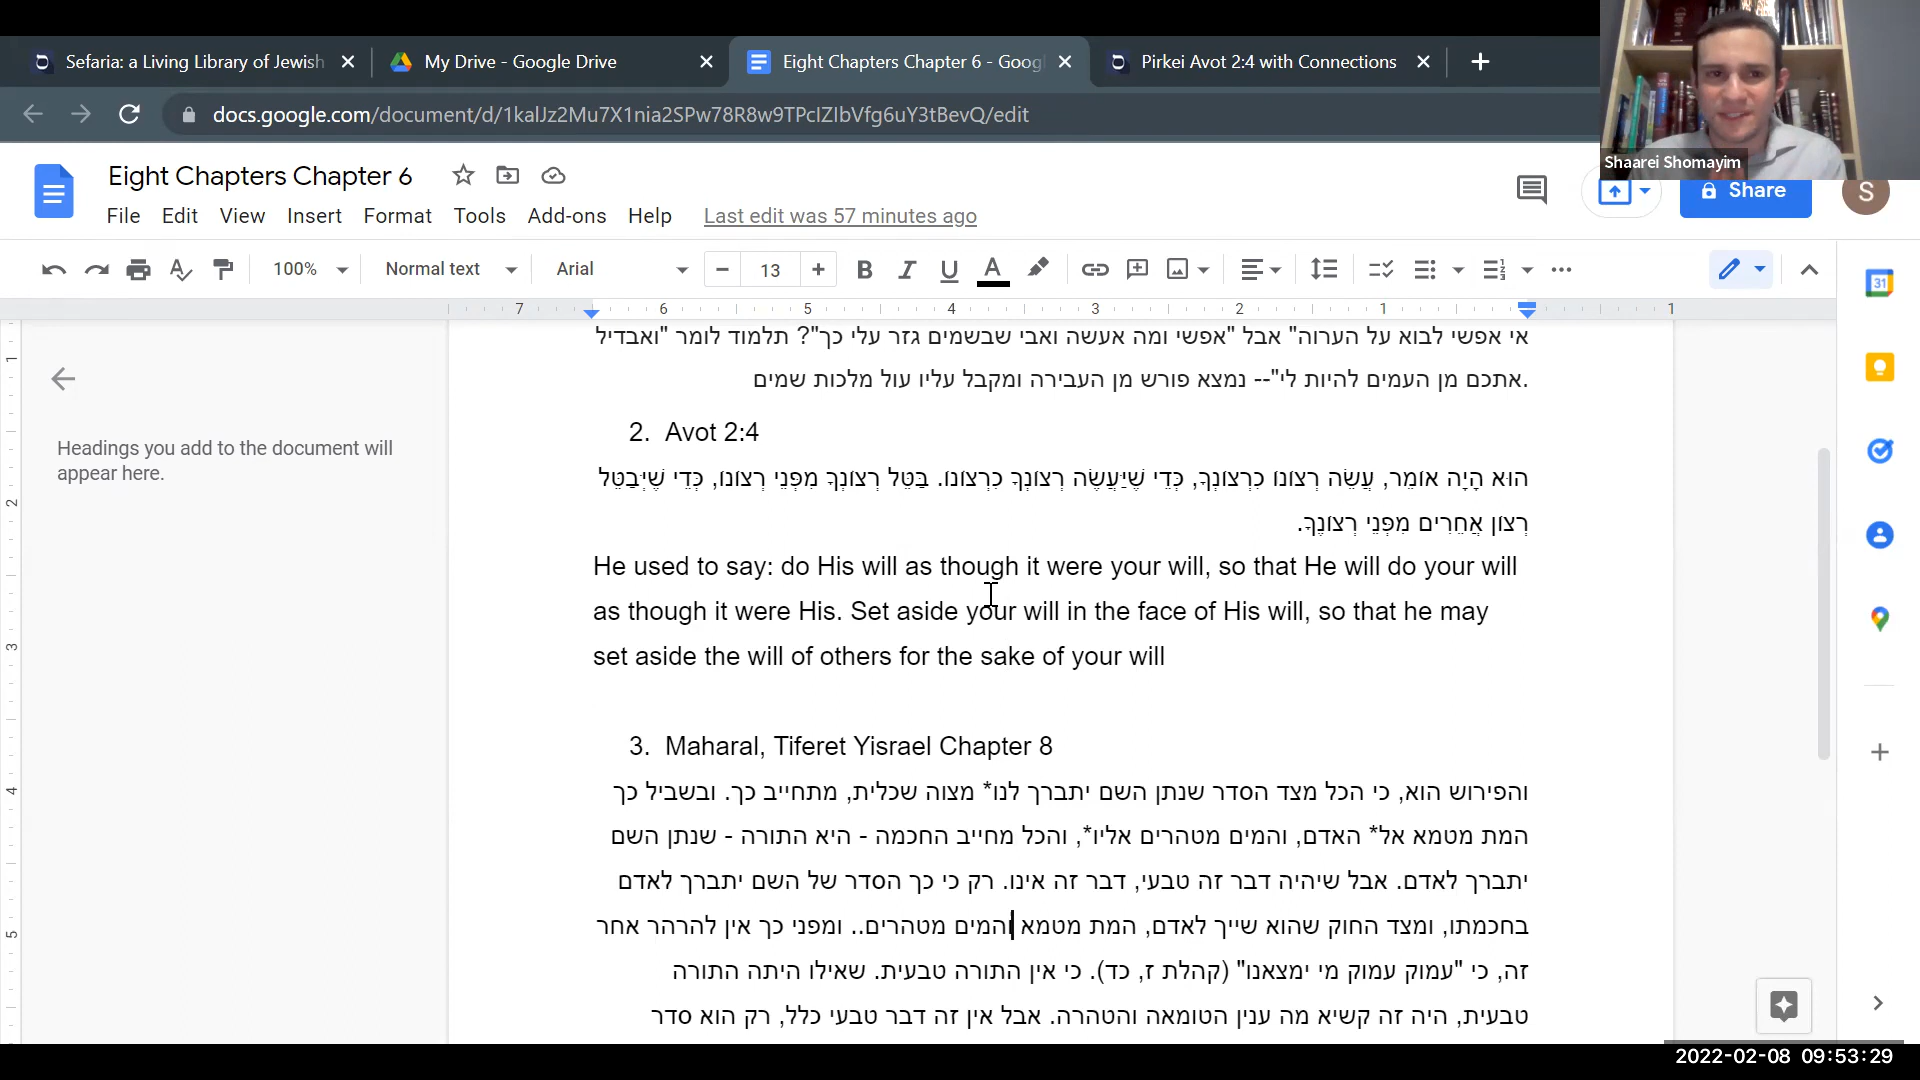 Sefaria: a Living Library of Jewish
My Drive - Google Drive
Eight Chapters Chapter 6 - Goog
Pirkei Avot 2:4 with Connections
docs.google.com/document/d/1kalJz2Mu7X1nia2SPw78R8w9TPcIZIbVfg6uY3tBevQ/edit
Shaarei Shomayim
Eight Chapters Chapter 6
Share
S
File Edit View Insert Format Tools Add-ons Help Last edit was 57 minutes ago
100% Normal text Arial 13
7 6 5 4 3 2 1 1
Headings you add to the document will
appear here.
אי אפשי לבוא על הערוה" אבל "אפשי ומה אעשה ואבי שבשמים גזר עלי כך"? תלמוד לומר "ואבדיל
.אתכם מן העמים להיות לי"-- נמצא פורש מן העבירה ומקבל עליו עול מלכות שמים
2. Avot 2:4
הוּא הָיָה אוֹמֵר, עֲשֵׂה רְצוֹנוֹ כִרְצוֹנְךָ, כְּדֵי שֶׁיַּעֲשֶׂה רְצוֹנְךָ כִרְצוֹנוֹ. בַּטֵּל רְצוֹנְךָ מִפְּנֵי רְצוֹנוֹ, כְּדֵי שֶׁיְּבַטֵּל
רְצוֹן אֲחֵרִים מִפְּנֵי רְצוֹנֶךָ.
He used to say: do His will as though it were your will, so that He will do your will
as though it were His. Set aside your will in the face of His will, so that he may
set aside the will of others for the sake of your will
3. Maharal, Tiferet Yisrael Chapter 8
והפירוש הוא, כי הכל מצד הסדר שנתן השם יתברך לנו* מצוה שכלית, מתחייב כך. ובשביל כך
המת מטמא אל* האדם, והמים מטהרים אליו*, והכל מחייב החכמה - היא התורה - שנתן השם
יתברך לאדם. אבל שיהיה דבר זה טבעי, דבר זה אינו. רק כי כך הסדר של השם יתברך לאדם
בחכמתו, ומצד החוק שהוא שייך לאדם, המת מטמא והמים מטהרים.. ומפני כך אין להרהר אחר
זה, כי "עמוק עמוק מי ימצאנו" (קהלת ז, כד). כי אין התורה טבעית. שאילו היתה התורה
טבעית, היה זה קשיא מה ענין הטומאה והטהרה. אבל אין זה דבר טבעי כלל, רק הוא סדר
1
2
3
4
5
31
2022-02-08 09:53:29